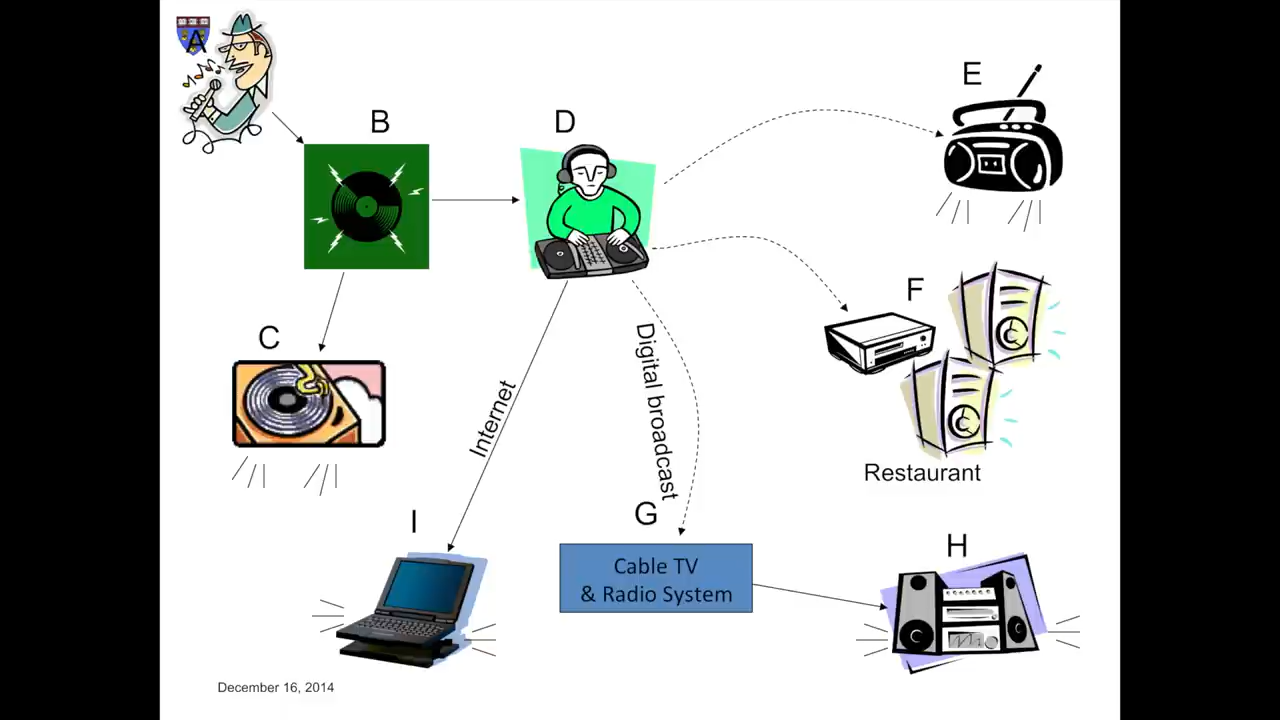 A
B
D
E
C
F
Internet
Digital broadcast
Restaurant
I
G
H
Cable TV
& Radio System
December 16, 2014